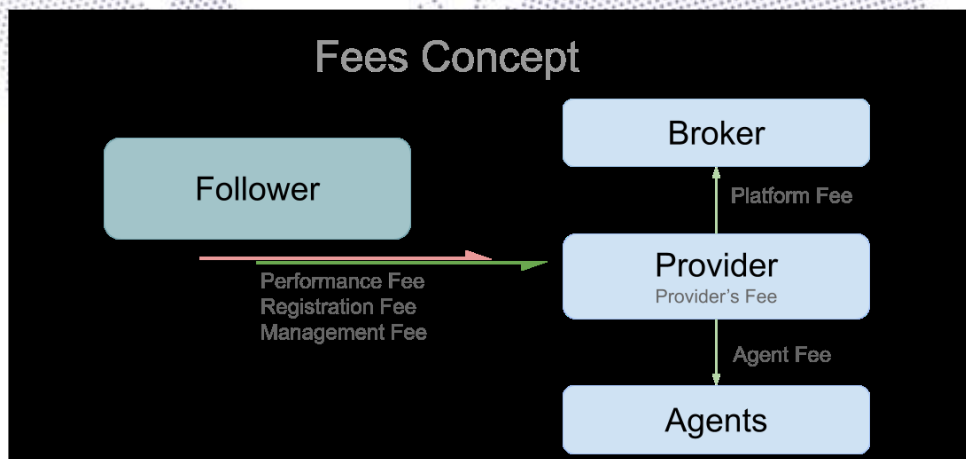 Fees Concept
Follower
Performance Fee
Registration Fee
Management Fee
Broker
Platform Fee
Provider
Provider's Fee
Agent Fee
Agents